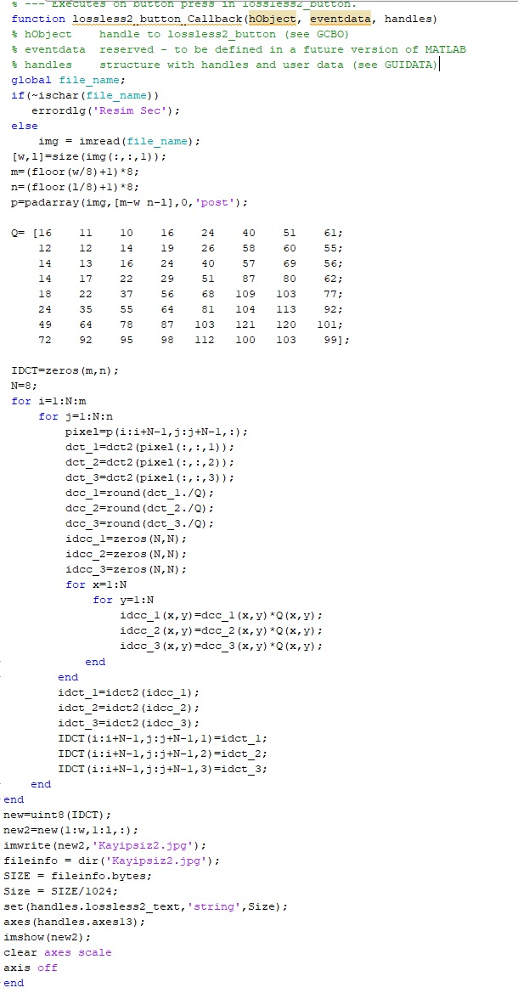 % --- Executes on button press in lossless2_button.
function lossless2_button_Callback(hObject, eventdata, handles)
% hObject    handle to lossless2_button (see GCBO)
% eventdata  reserved - to be defined in a future version of MATLAB
% handles    structure with handles and user data (see GUIDATA)
global file_name;
if(~ischar(file_name))
   errordlg('Resim Sec');
else
    img = imread(file_name);
[w,l]=size(img(:,:,1));
m=(floor(w/8)+1)*8;
n=(floor(l/8)+1)*8;
p=padarray(img,[m-w n-l],0,'post');
Q= [16    11    10    16    24    40    51    61;
    12    12    14    19    26    58    60    55;
    14    13    16    24    40    57    69    56;
    14    17    22    29    51    87    80    62;
    18    22    37    56    68    109   103   77;
    24    35    55    64    81    104   113   92;
    49    64    78    87    103   121   120   101;
    72    92    95    98    112   100   103   99];
IDCT=zeros(m,n);
N=8;
for i=1:N:m
    for j=1:N:n
        pixel=p(i:i+N-1,j:j+N-1,:);
        dct_1=dct2(pixel(:,:,1));
        dct_2=dct2(pixel(:,:,2));
        dct_3=dct2(pixel(:,:,3));
        dcc_1=round(dct_1./Q);
        dcc_2=round(dct_2./Q);
        dcc_3=round(dct_3./Q);
        idcc_1=zeros(N,N);
        idcc_2=zeros(N,N);
        idcc_3=zeros(N,N);
        for x=1:N
            for y=1:N
                idcc_1(x,y)=dcc_1(x,y)*Q(x,y);
                idcc_2(x,y)=dcc_2(x,y)*Q(x,y);
                idcc_3(x,y)=dcc_3(x,y)*Q(x,y);
            end
        end
        idct_1=idct2(idcc_1);
        idct_2=idct2(idcc_2);
        idct_3=idct2(idcc_3);
        IDCT(i:i+N-1,j:j+N-1,1)=idct_1;
        IDCT(i:i+N-1,j:j+N-1,2)=idct_2;
        IDCT(i:i+N-1,j:j+N-1,3)=idct_3;
    end
end
new=uint8(IDCT);
new2=new(1:w,1:l,:);
imwrite(new2,'Kayipsiz2.jpg');
fileinfo = dir('Kayipsiz2.jpg');
SIZE = fileinfo.bytes;
Size = SIZE/1024;
set(handles.lossless2_text,'string',Size);
axes(handles.axes13);
imshow(new2);
clear axes scale
axis off
end